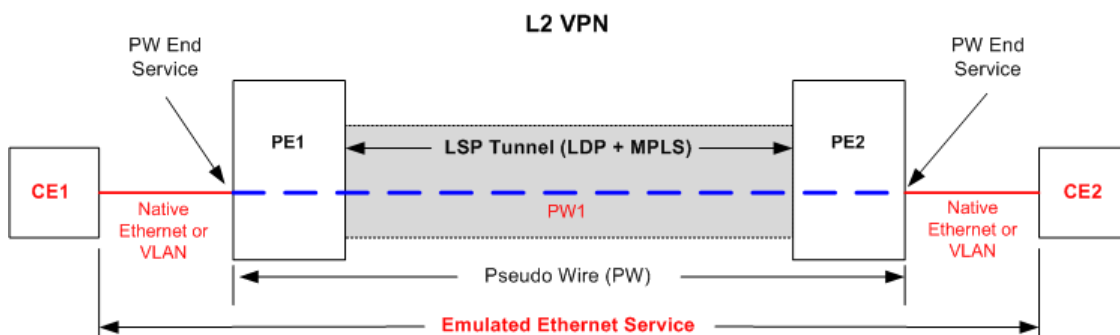 L2 VPN
PW End
Service
PW End
Service
PE1
LSP Tunnel (LDP + MPLS)
PE2
CE1
CE2
PW1
Native
Ethernet or
VLAN
Native
Ethernet or
VLAN
Pseudo Wire (PW)
Emulated Ethernet Service